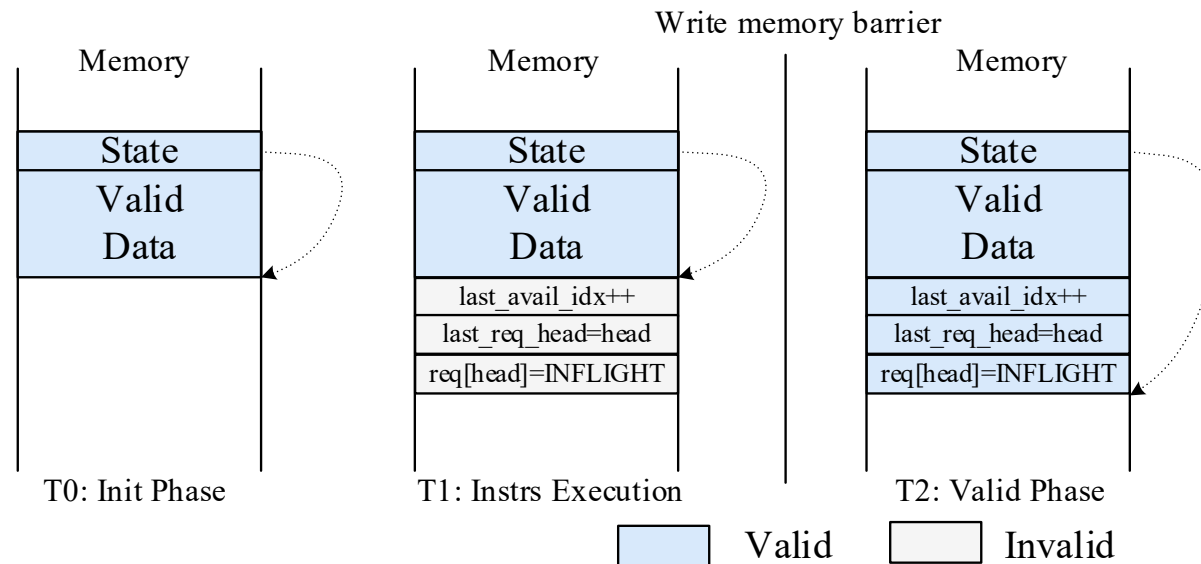 Write memory barrier
Memory
Memory
Memory
State
State
State
Valid
Data
Valid
Data
Valid
Data
last_avail_idx++
last_req_head=head
req[head]=INFLIGHT
last_avail_idx++
last_req_head=head
req[head]=INFLIGHT
T0: Init Phase
T1: Instrs Execution
T2: Valid Phase
Valid
Invalid